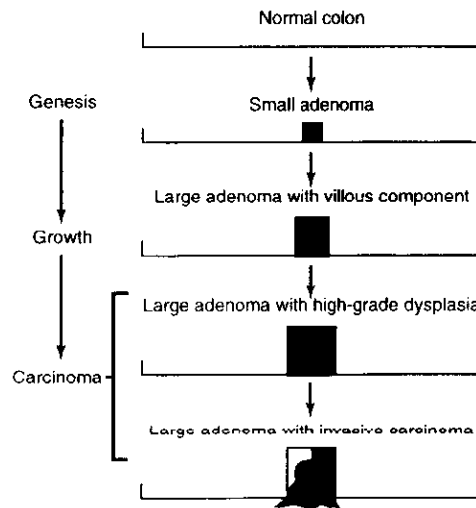 Normal colon
Genesis
Small adenoma
Large adenoma with villous component
Growth
Large adenoma with high-grade dysplasia
Carcinoma
Large adenoma with invasive carcinoma